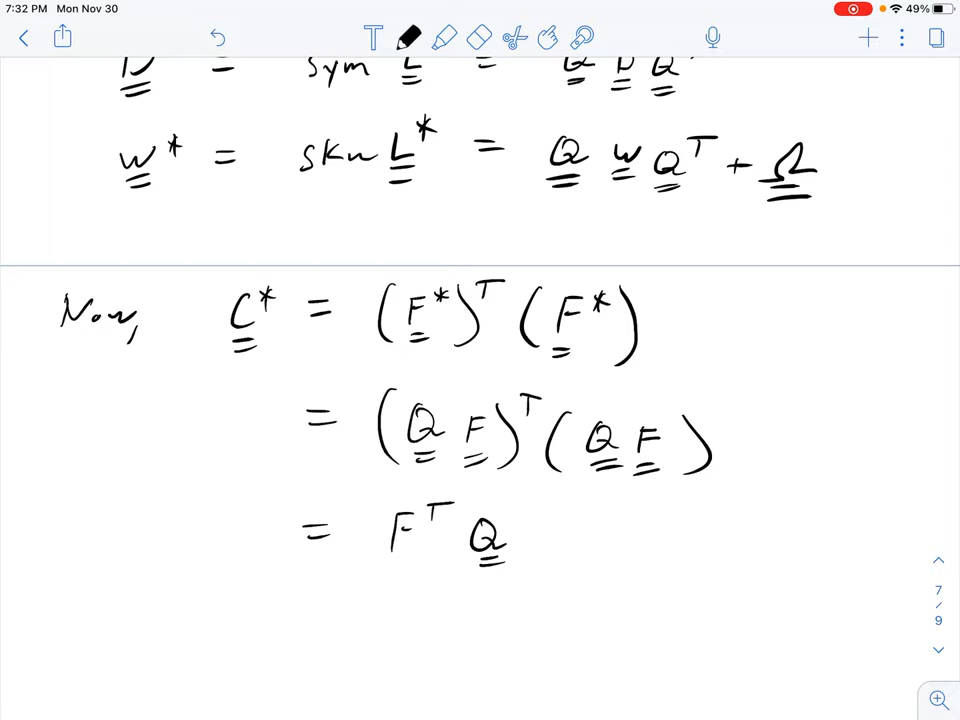 7:32 PM Mon Nov 30 49%
T
D = sym L = Q D Q^T
W* = skw L* = Q W Q^T + Ω
Now, C* = (F*)^T (F*)
= (Q F)^T (Q F)
= F^T Q
7
/
9